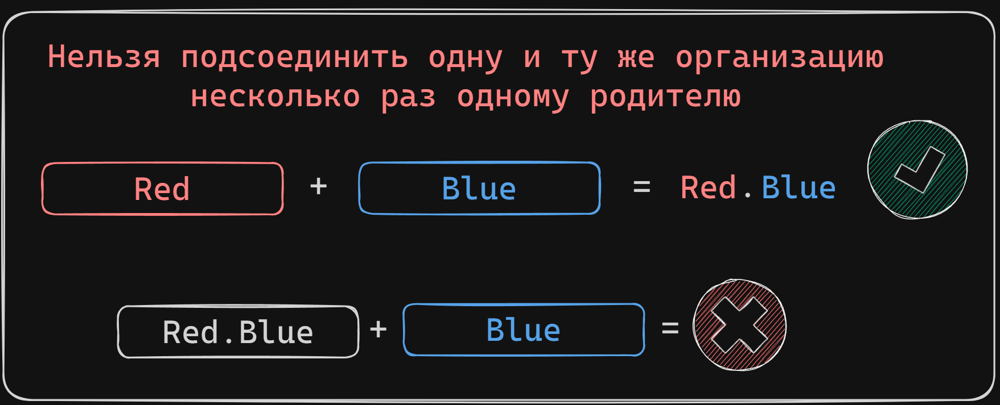 Нельзя подсоединить одну и ту же организацию
несколько раз одному родителю
Red + Blue = Red.Blue
Red.Blue + Blue =